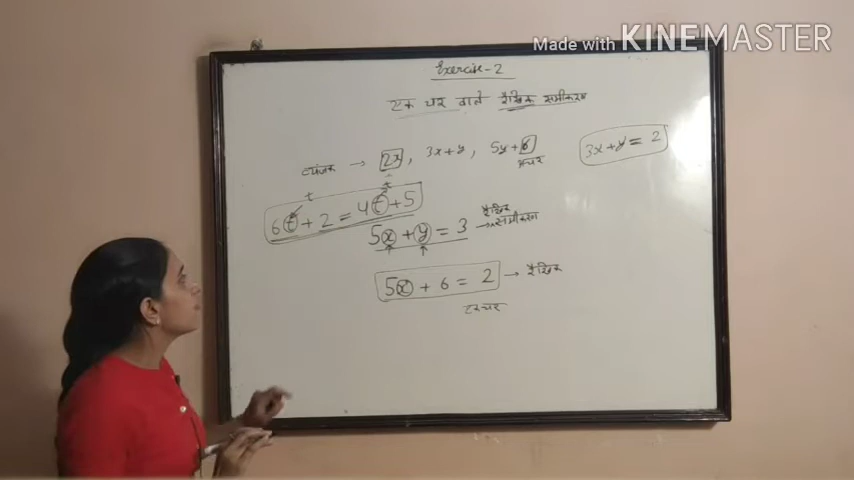 Made with KINEMASTER
Exercise-2
एक चर वाले रैखिक समीकरण
व्यंजक → 2x, 3x+y, 5y+6
अचर
3x+y=2
t
6t+2=4t+5
5x+y=3 → रैखिक
समीकरण
5x+6=2 → रैखिक
एक चर